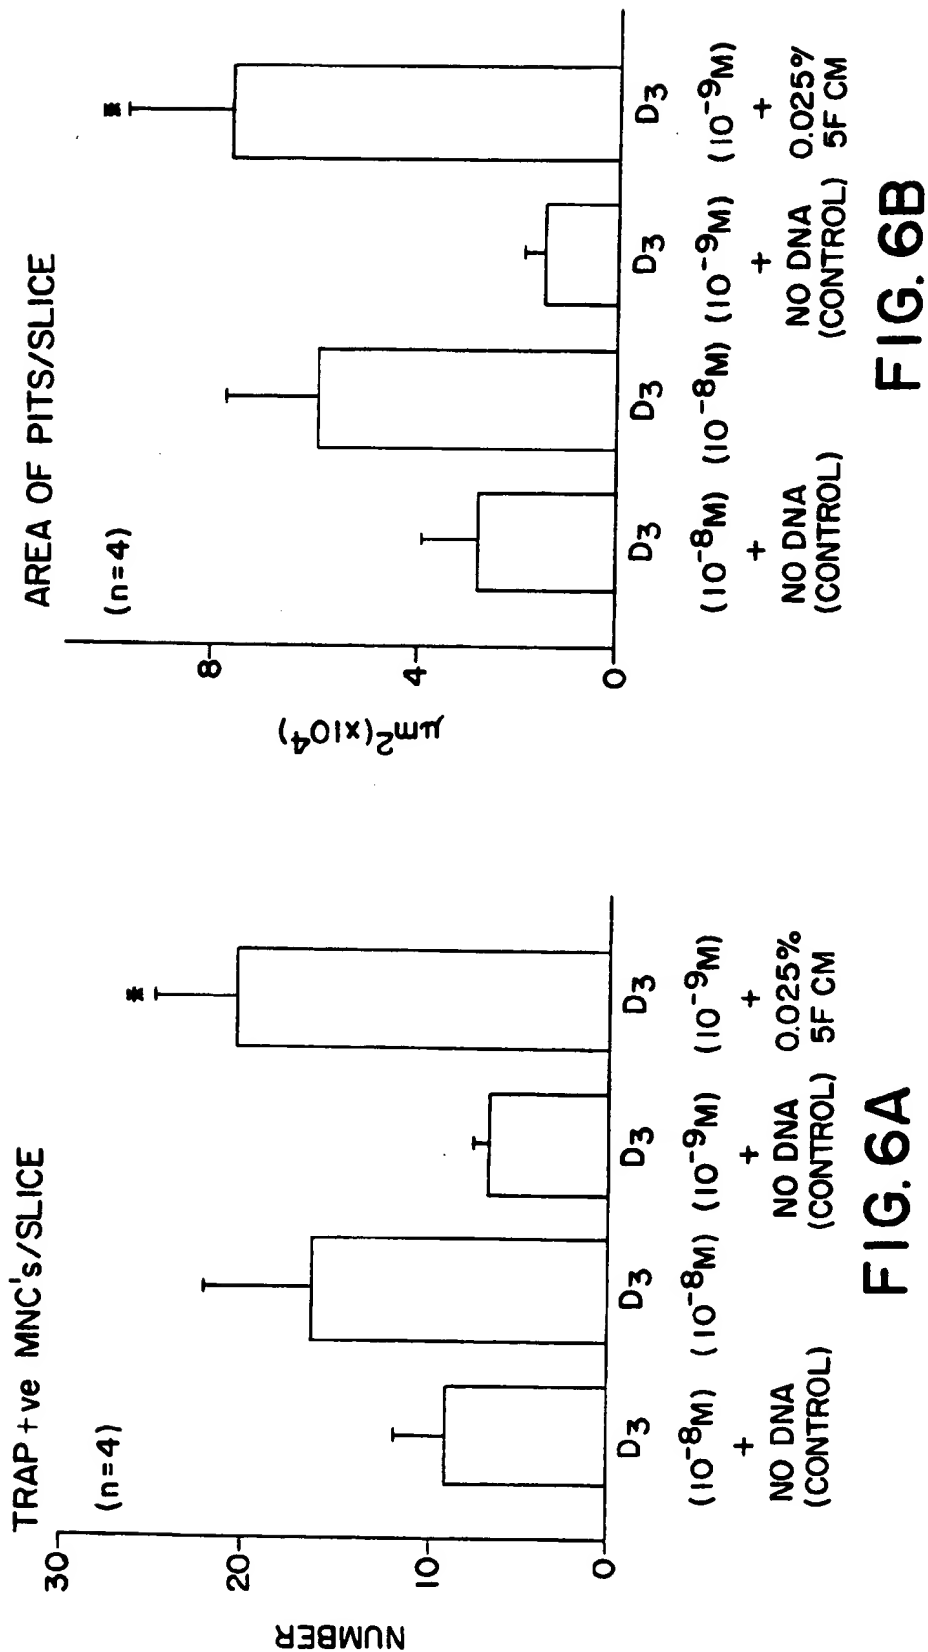 TRAP +ve MNC's/SLICE
(n=4)
NUMBER
30
20
10
0
D3 D3 D3 D3
(10-8M) (10-8M) (10-9M) (10-9M)
+ + +
NO DNA NO DNA 0.025%
(CONTROL) (CONTROL) 5F CM
*
FIG. 6A
AREA OF PITS/SLICE
(n=4)
μm2(x104)
8
4
0
D3 D3 D3 D3
(10-8M) (10-8M) (10-9M) (10-9M)
+ + +
NO DNA NO DNA 0.025%
(CONTROL) (CONTROL) 5F CM
*
FIG. 6B